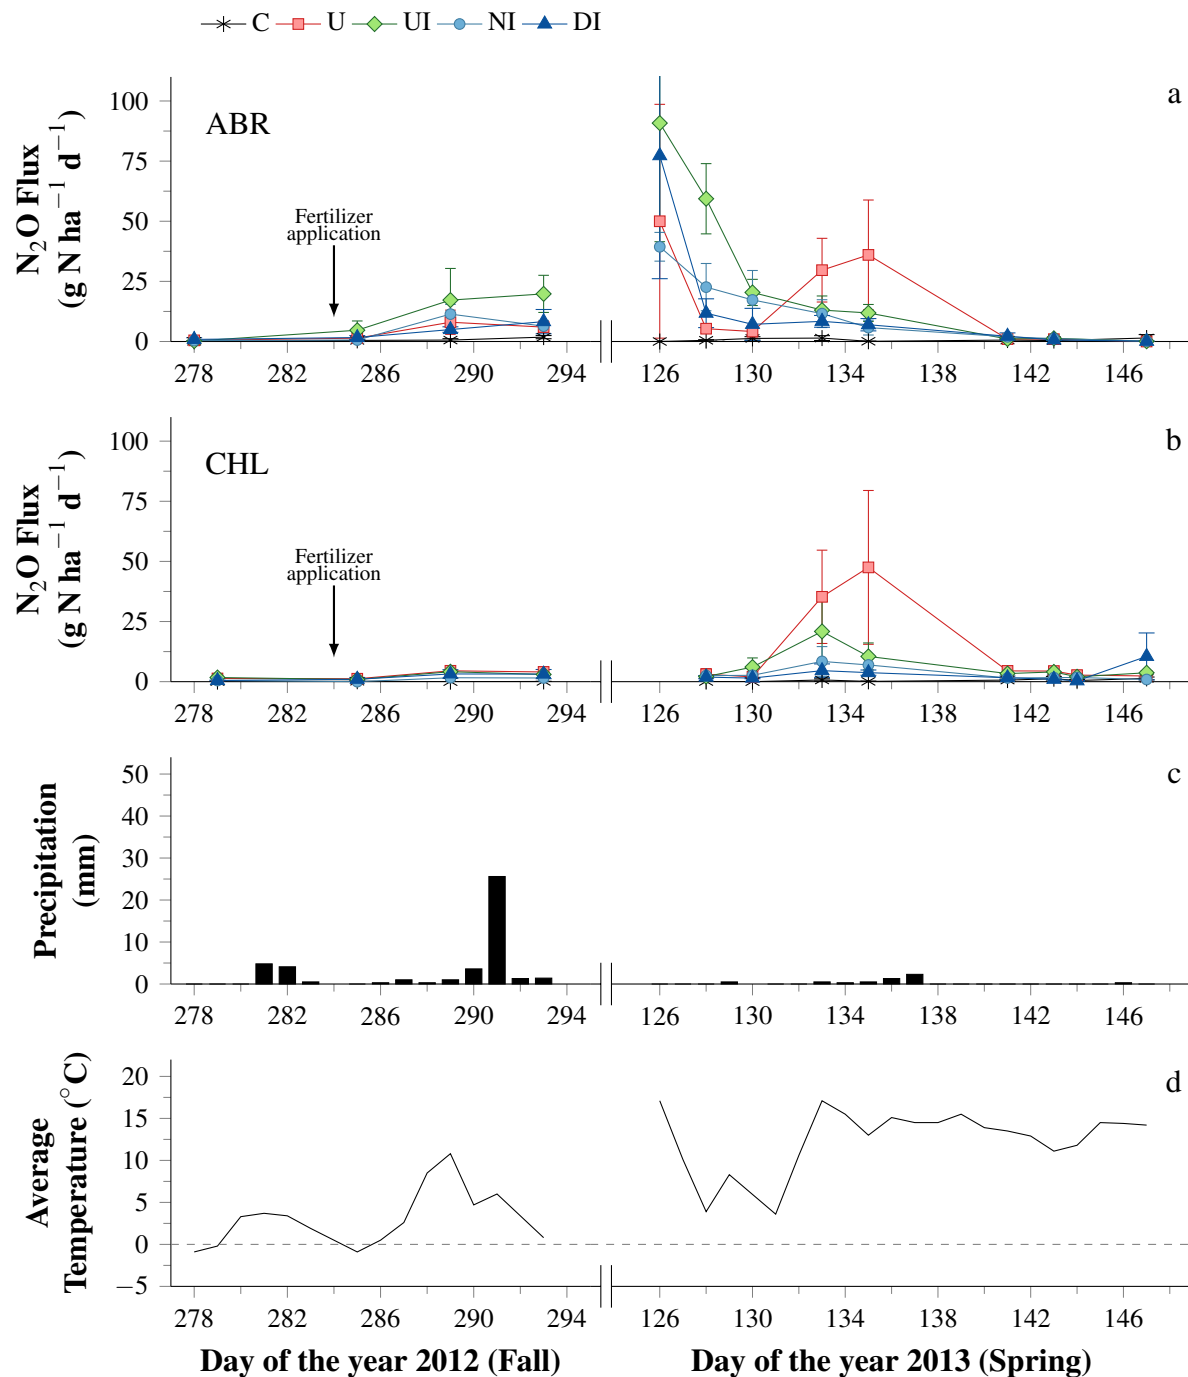 C U UI NI DI
a
ABR
N₂O Flux
(g N ha⁻¹ d⁻¹)
100
75
50
25
0
Fertilizer
application
278 282 286 290 294 126 130 134 138 142 146
b
CHL
N₂O Flux
(g N ha⁻¹ d⁻¹)
100
75
50
25
0
Fertilizer
application
278 282 286 290 294 126 130 134 138 142 146
c
Precipitation
(mm)
50
40
30
20
10
0
278 282 286 290 294 126 130 134 138 142 146
d
Average
Temperature (°C)
20
15
10
5
0
−5
278 282 286 290 294 126 130 134 138 142 146
Day of the year 2012 (Fall) Day of the year 2013 (Spring)